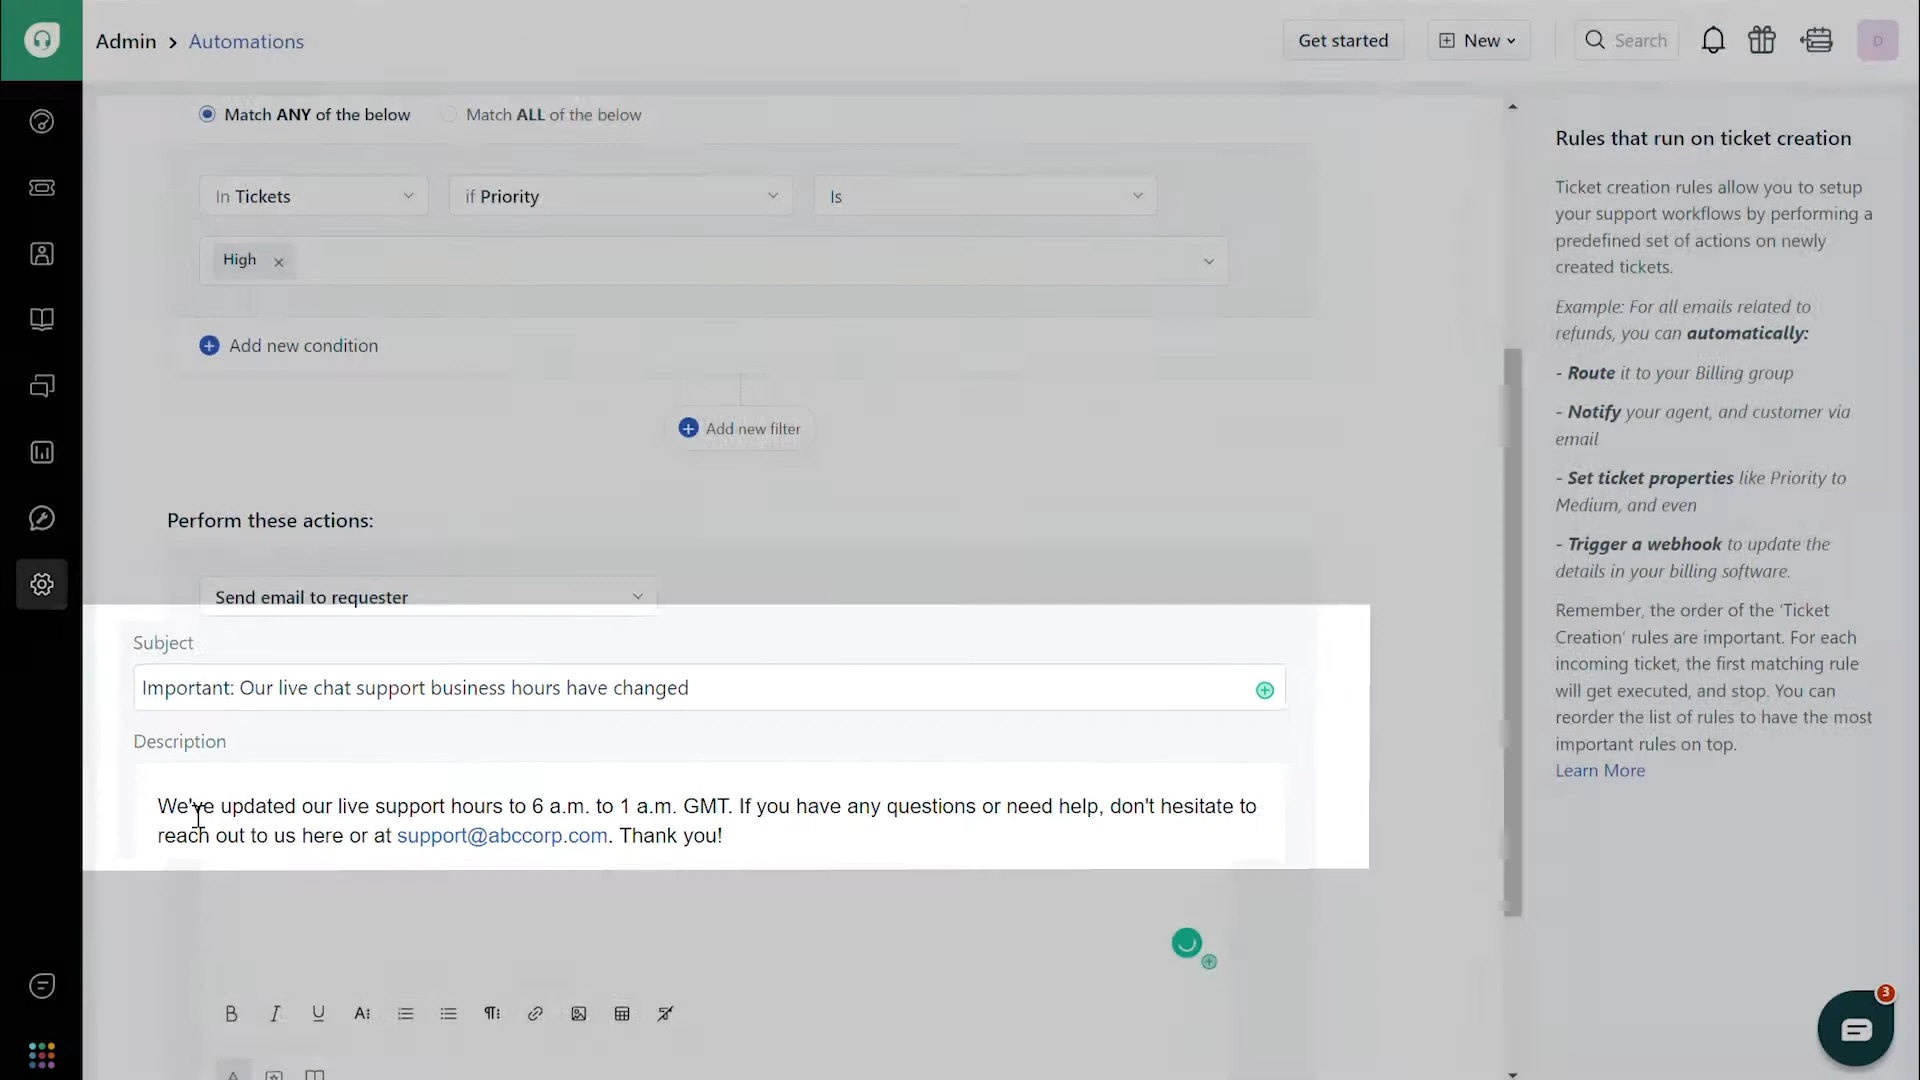 Admin > Automations
Get started
New
Search
D
Match ANY of the below
Match ALL of the below
In Tickets
if Priority
Is
High ×
Add new condition
Add new filter
Perform these actions:
Send email to requester
Subject
Important: Our live chat support business hours have changed
Description
We've updated our live support hours to 6 a.m. to 1 a.m. GMT. If you have any questions or need help, don't hesitate to
reach out to us here or at support@abccorp.com. Thank you!
B I U A
Rules that run on ticket creation
Ticket creation rules allow you to setup
your support workflows by performing a
predefined set of actions on newly
created tickets.
Example: For all emails related to
refunds, you can automatically:
- Route it to your Billing group
- Notify your agent, and customer via
email
- Set ticket properties like Priority to
Medium, and even
- Trigger a webhook to update the
details in your billing software.
Remember, the order of the 'Ticket
Creation' rules are important. For each
incoming ticket, the first matching rule
will get executed, and stop. You can
reorder the list of rules to have the most
important rules on top.
Learn More
3